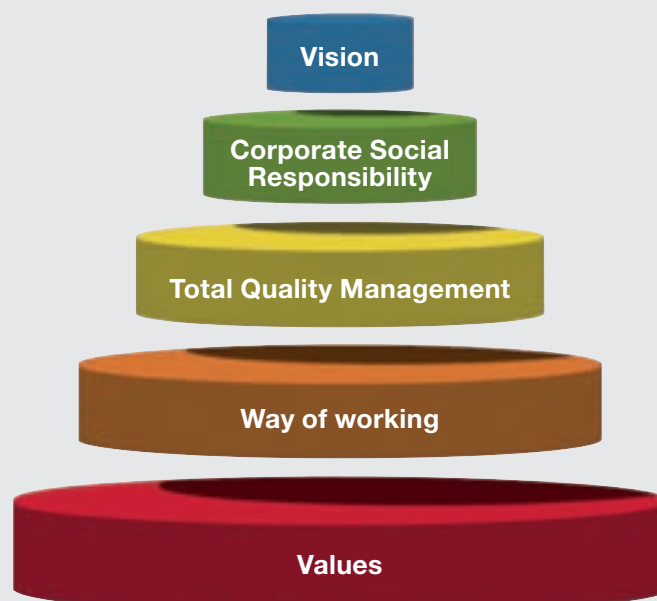 Vision
Corporate Social
Responsibility
Total Quality Management
Way of working
Values